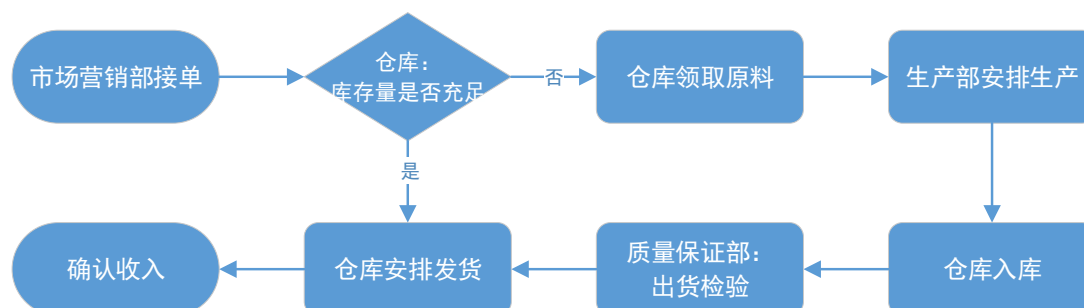 市场营销部接单
仓库：
库存量是否充足
否
仓库领取原料
生产部安排生产
是
确认收入
仓库安排发货
质量保证部：
出货检验
仓库入库